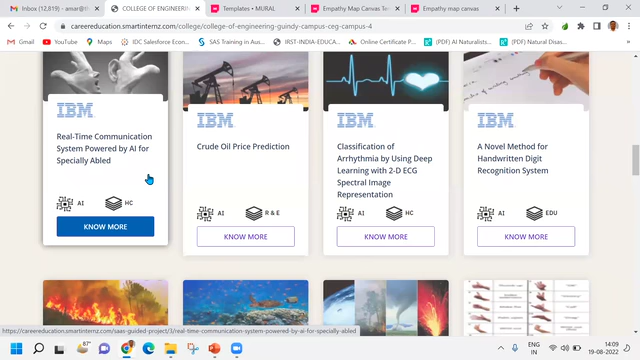 Inbox (12,819) - amar@th
COLLEGE OF ENGINEERING GUINDY
Templates • MURAL
Empathy Map Canvas Te
Empathy map canvas
careereducation.smartinternz.com/college/college-of-engineering-guindy-campus-ceg-campus-4
Gmail
YouTube
Maps
IDC Salesforce Econ...
SAS Training in Aus...
IRST-INDIA-EDUCA...
Online Certificate P...
(PDF) AI Naturalists...
(PDF) Natural Disas...
IBM
Real-Time Communication
System Powered by AI for
Specially Abled
AI
HC
KNOW MORE
IBM
Crude Oil Price Prediction
AI
R & E
KNOW MORE
IBM
Classification of
Arrhythmia by Using Deep
Learning with 2-D ECG
Spectral Image
Representation
AI
HC
KNOW MORE
IBM
A Novel Method for
Handwritten Digit
Recognition System
AI
EDU
KNOW MORE
https://careereducation.smartinternz.com/saas-guided-project/3/real-time-communication-system-powered-by-ai-for-specially-abled
87°
ENG
IN
14:09
19-08-2022